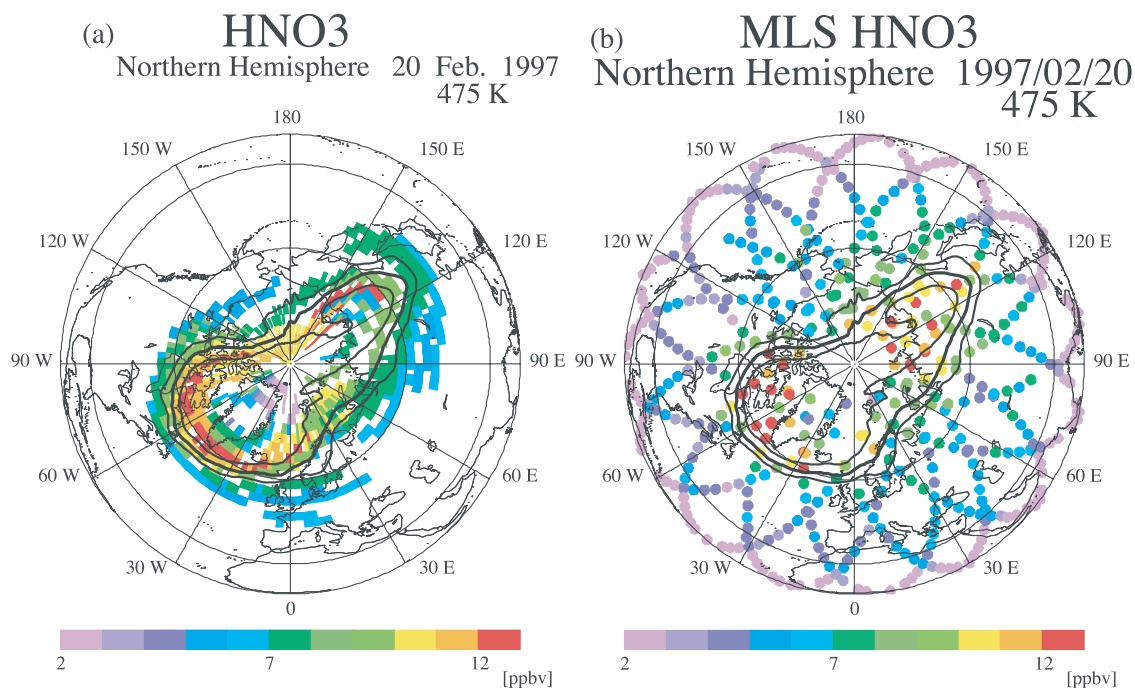 (a) HNO3
Northern Hemisphere 20 Feb. 1997
475 K
180
150 W 150 E
120 W 120 E
90 W 90 E
60 W 60 E
30 W 30 E
0
2 7 12
[ppbv]
(b) MLS HNO3
Northern Hemisphere 1997/02/20
475 K
180
150 W 150 E
120 W 120 E
90 W 90 E
60 W 60 E
30 W 30 E
0
2 7 12
[ppbv]